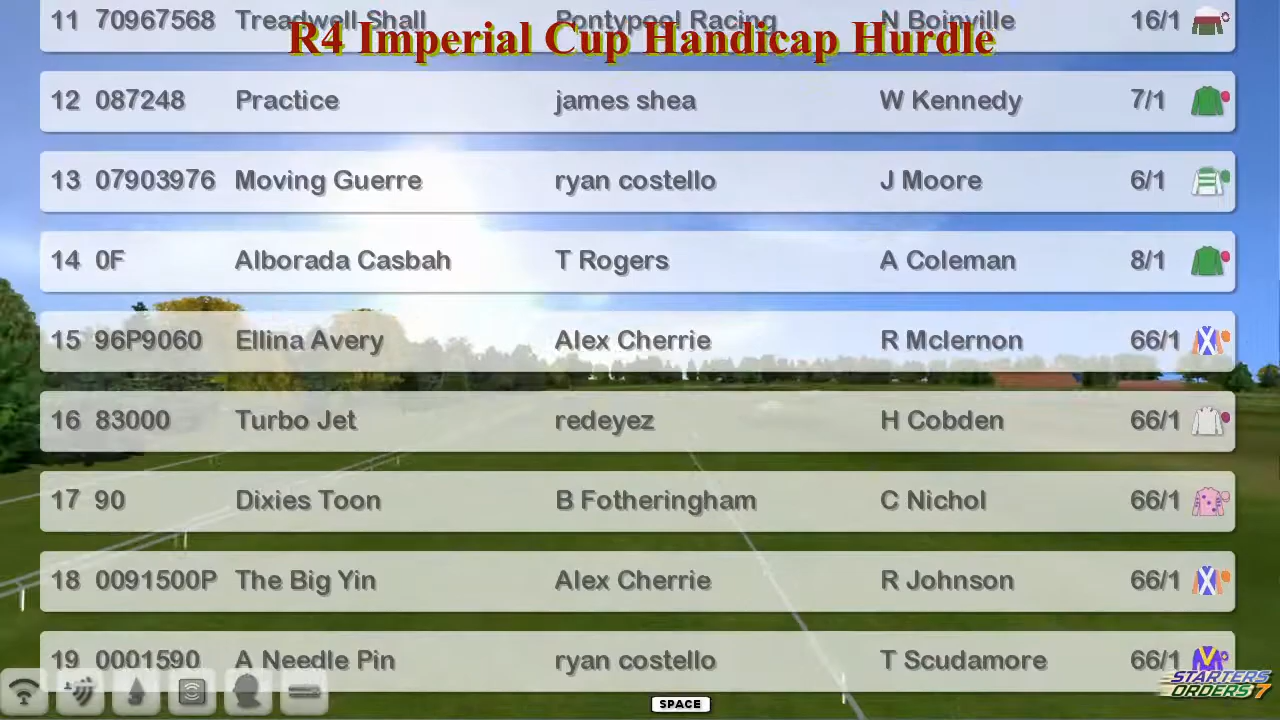 11 70967568 Treadwell Shall Pontypool Racing N Boinville 16/1
R4 Imperial Cup Handicap Hurdle
12 087248 Practice james shea W Kennedy 7/1
13 07903976 Moving Guerre ryan costello J Moore 6/1
14 0F Alborada Casbah T Rogers A Coleman 8/1
15 96P9060 Ellina Avery Alex Cherrie R Mclernon 66/1
16 83000 Turbo Jet redeyez H Cobden 66/1
17 90 Dixies Toon B Fotheringham C Nichol 66/1
18 0091500P The Big Yin Alex Cherrie R Johnson 66/1
19 0001590 A Needle Pin ryan costello T Scudamore 66/1
STARTERS
ORDERS 7
SPACE